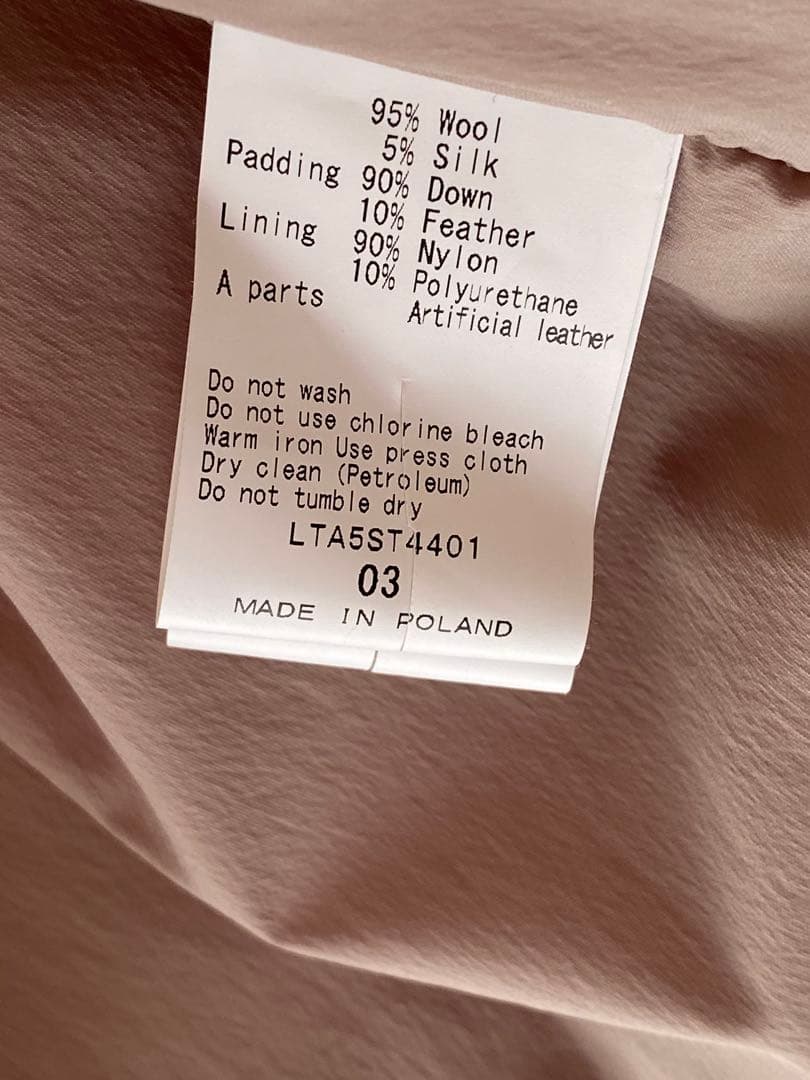 95% Wool
5% Silk
Padding 90% Down
10% Feather
Lining 90% Nylon
10% Polyurethane
A parts Artificial leather
Do not wash
Do not use chlorine bleach
Warm iron Use press cloth
Dry clean (Petroleum)
Do not tumble dry
LTA5ST4401
03
MADE IN POLAND